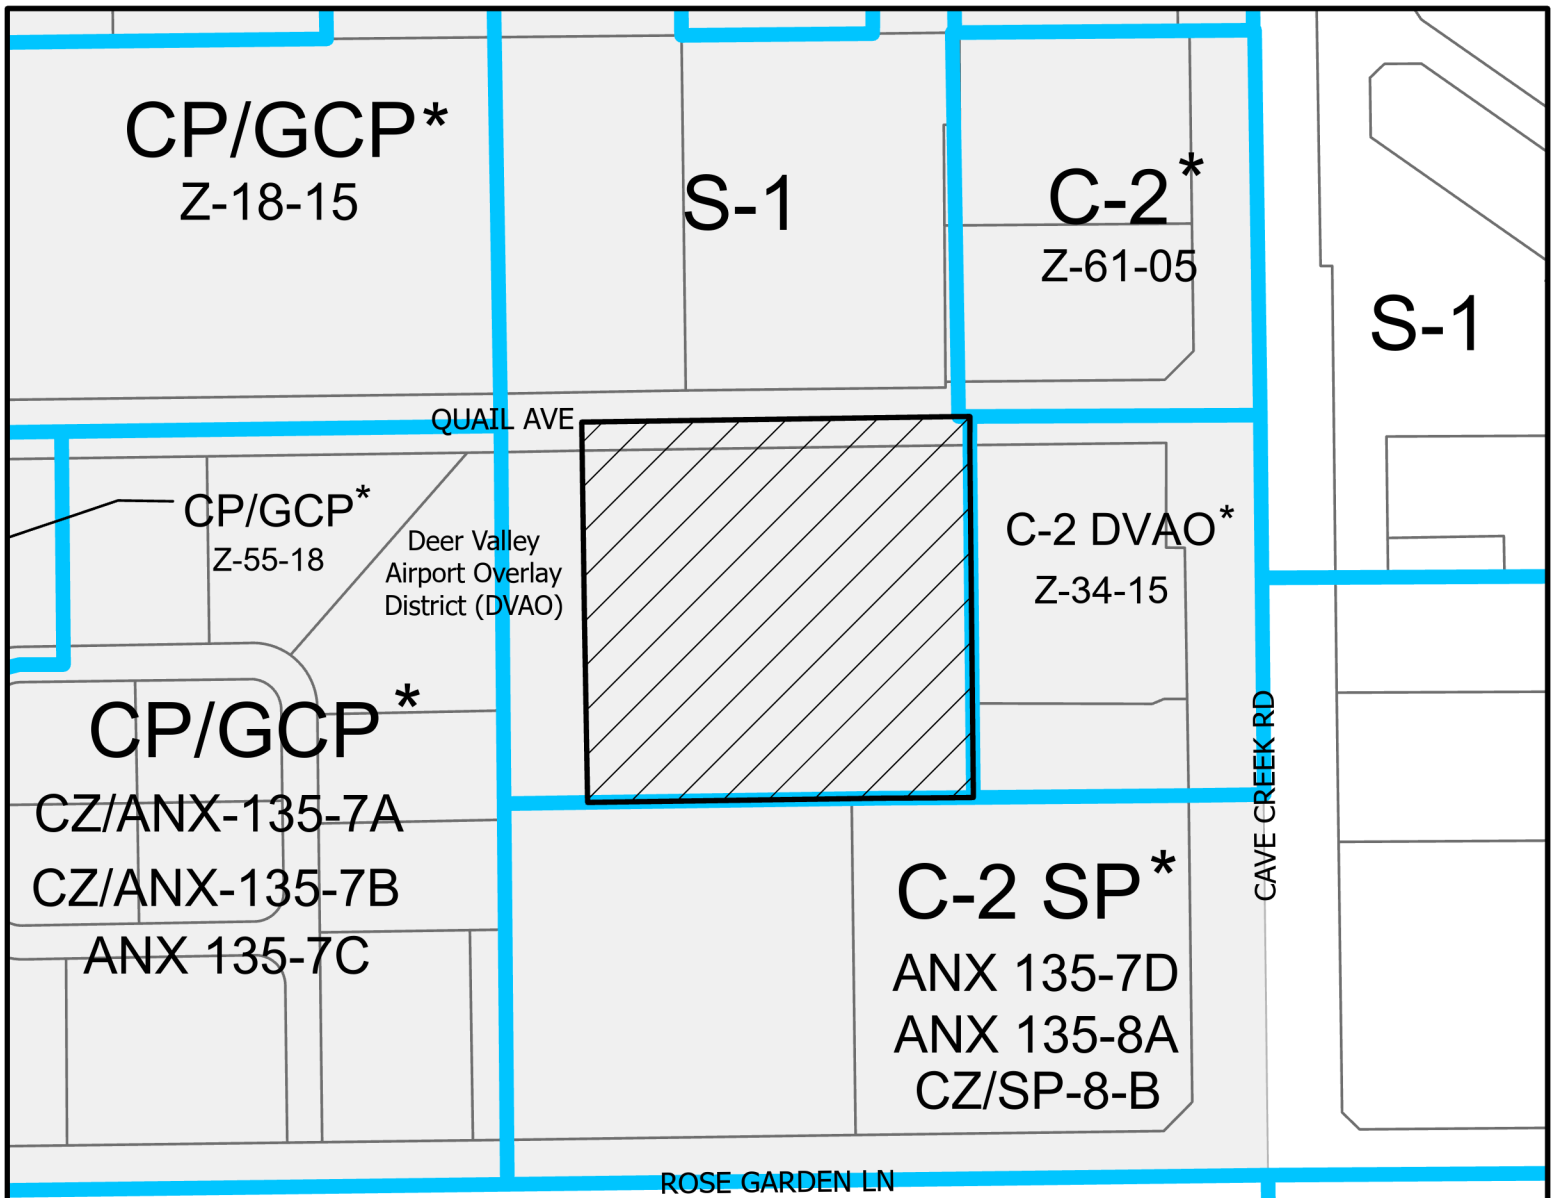 CP/GCP*
Z-18-15
S-1
C-2*
Z-61-05
S-1
QUAIL AVE
CP/GCP*
Z-55-18
Deer Valley
Airport Overlay
District (DVAO)
C-2 DVAO*
Z-34-15
CP/GCP*
CZ/ANX-135-7A
CZ/ANX-135-7B
ANX 135-7C
CAVE CREEK RD
C-2 SP*
ANX 135-7D
ANX 135-8A
CZ/SP-8-B
ROSE GARDEN LN